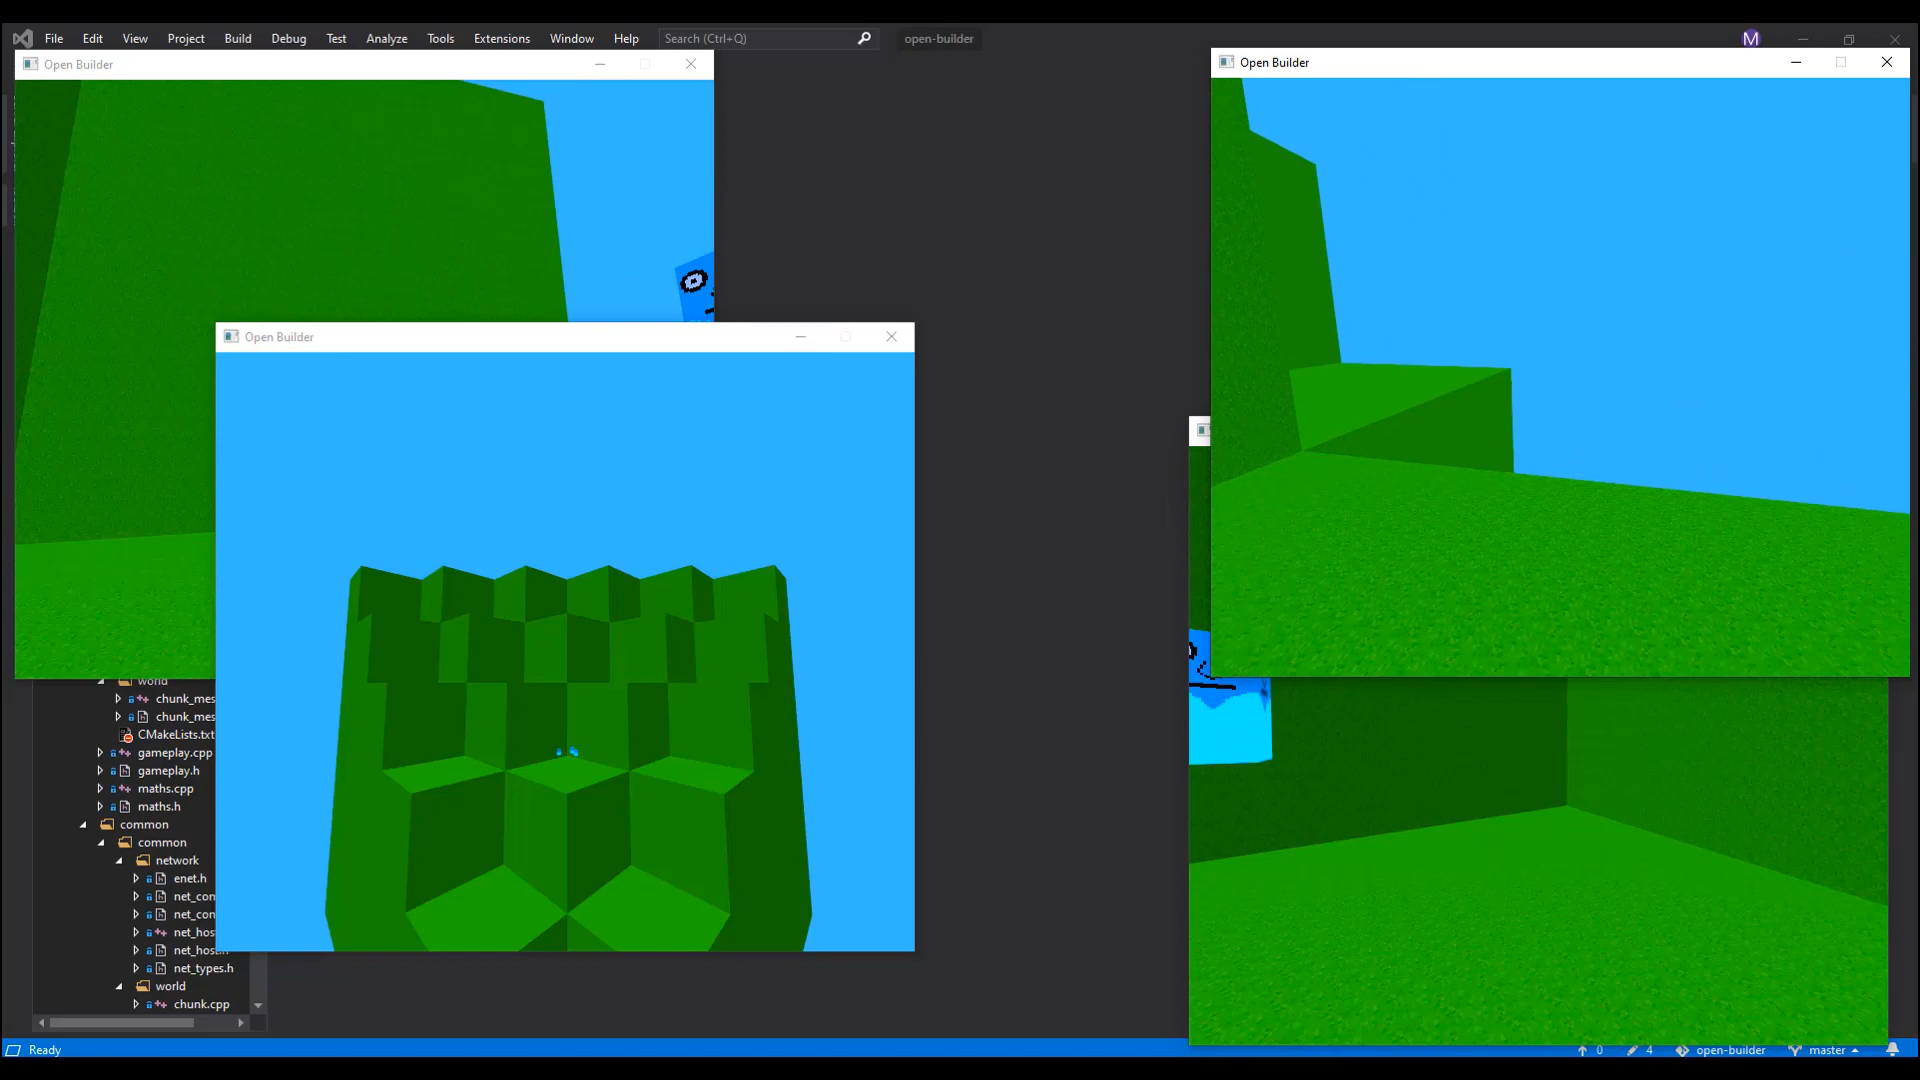 File Edit View Project Build Debug Test Analyze Tools Extensions Window Help Search (Ctrl+Q) open-builder M
Open Builder
Open Builder
Open Builder
world
chunk_mes
chunk_mes
CMakeLists.txt
gameplay.cpp
gameplay.h
maths.cpp
maths.h
common
common
network
enet.h
net_con
net_con
net_hos
net_host.h
net_types.h
world
chunk.cpp
Ready 0 4 open-builder master